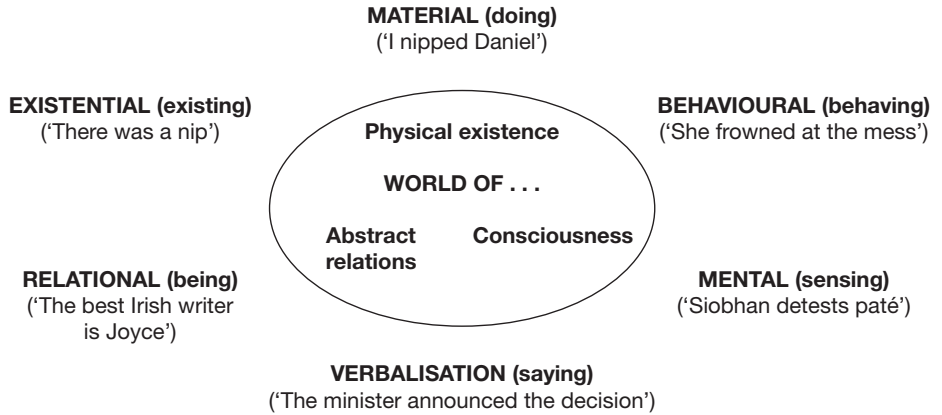 MATERIAL (doing)
(‘I nipped Daniel’)
EXISTENTIAL (existing)
(‘There was a nip’)
BEHAVIOURAL (behaving)
(‘She frowned at the mess’)
Physical existence
WORLD OF . . .
Abstract
relations
Consciousness
RELATIONAL (being)
(‘The best Irish writer
is Joyce’)
MENTAL (sensing)
(‘Siobhan detests paté’)
VERBALISATION (saying)
(‘The minister announced the decision’)